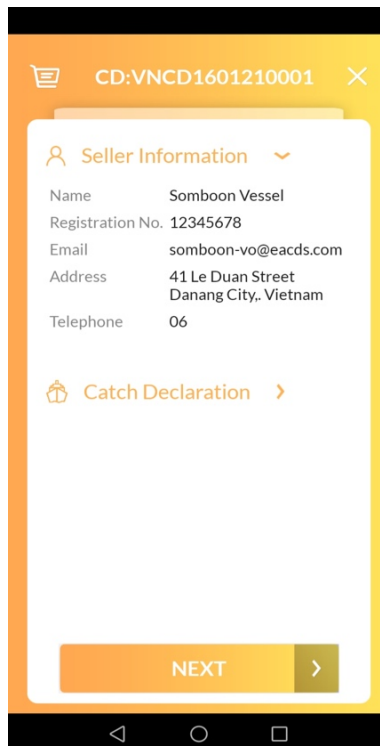 CD:VNCD1601210001
Seller Information
Name Somboon Vessel
Registration No. 12345678
Email somboon-vo@eacds.com
Address 41 Le Duan Street
Danang City,. Vietnam
Telephone 06
Catch Declaration
NEXT